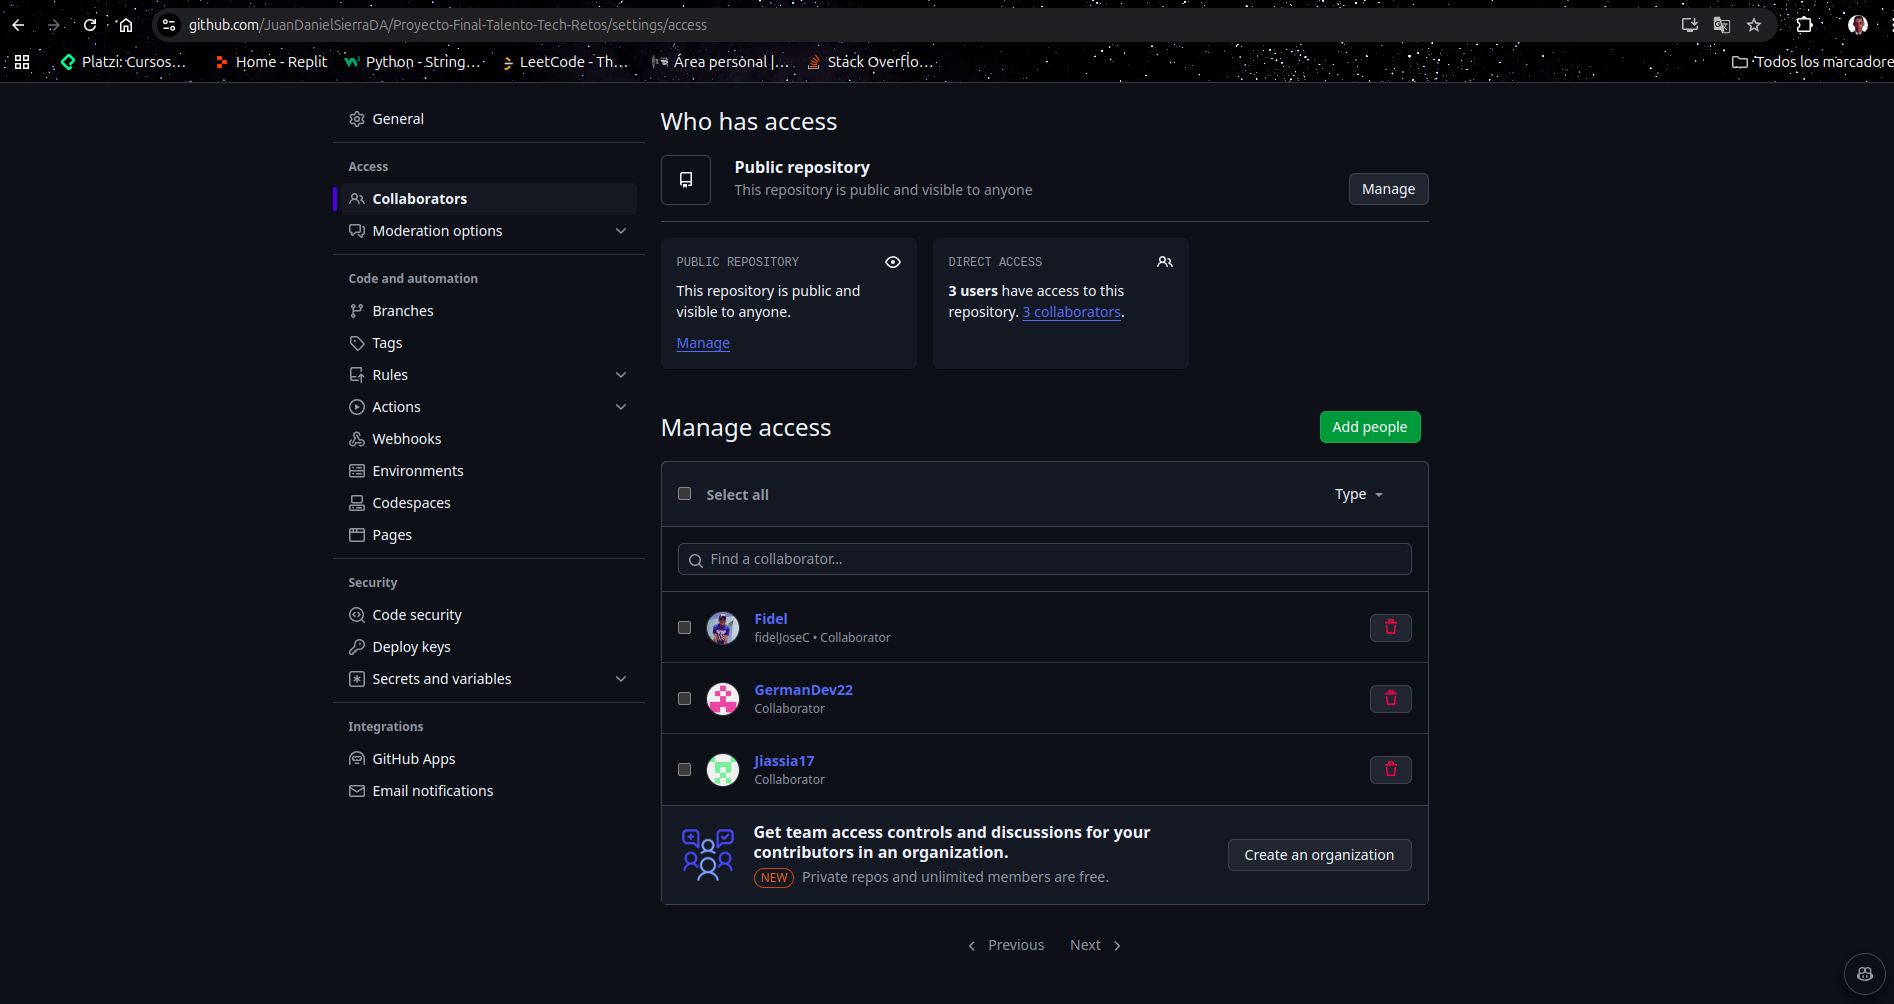 github.com/JuanDanielSierraDA/Proyecto-Final-Talento-Tech-Retos/settings/access
Platzi: Cursos... Home - Replit Python - String... LeetCode - Th... Área personal |... Stack Overflo... Todos los marcadore
General
Access
Collaborators
Moderation options
Code and automation
Branches
Tags
Rules
Actions
Webhooks
Environments
Codespaces
Pages
Security
Code security
Deploy keys
Secrets and variables
Integrations
GitHub Apps
Email notifications
Who has access
Public repository
This repository is public and visible to anyone
Manage
PUBLIC REPOSITORY
This repository is public and
visible to anyone.
Manage
DIRECT ACCESS
3 users have access to this
repository. 3 collaborators.
Manage access
Add people
Select all
Type
Find a collaborator...
Fidel
fidelJoseC • Collaborator
GermanDev22
Collaborator
Jiassia17
Collaborator
Get team access controls and discussions for your
contributors in an organization.
NEW Private repos and unlimited members are free.
Create an organization
Previous Next